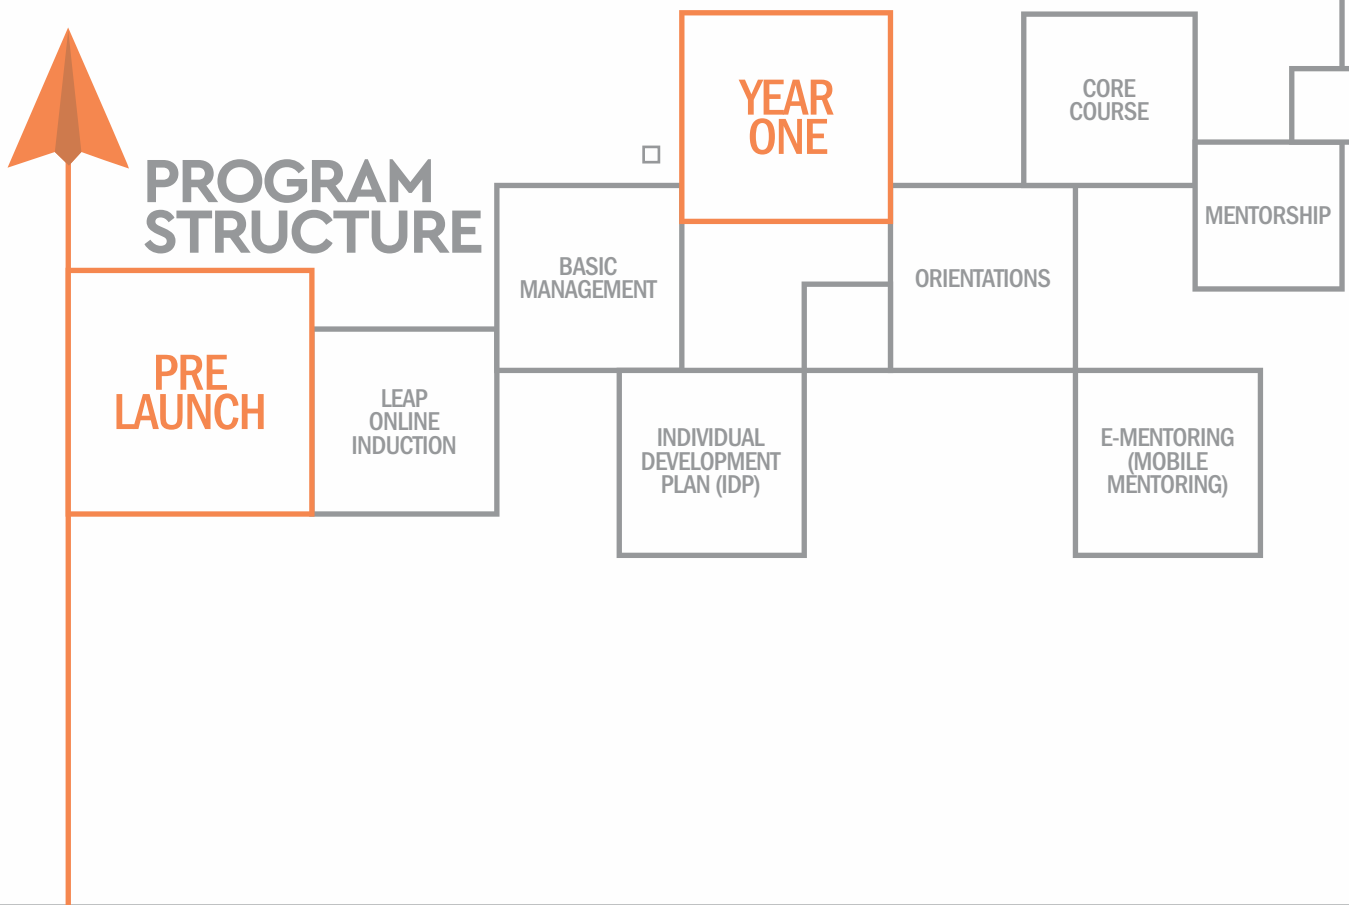 PROGRAM
STRUCTURE
PRE
LAUNCH
LEAP
ONLINE
INDUCTION
BASIC
MANAGEMENT
INDIVIDUAL
DEVELOPMENT
PLAN (IDP)
YEAR
ONE
ORIENTATIONS
CORE
COURSE
MENTORSHIP
E-MENTORING
(MOBILE
MENTORING)